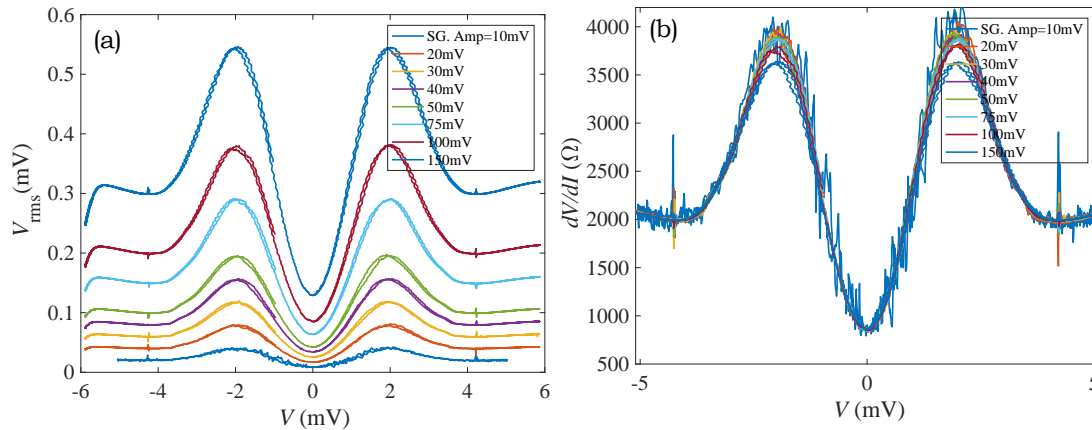 (a)
0.6
0.5
0.4
0.3
0.2
0.1
0
V_rms (mV)
-6
-4
-2
0
2
4
6
V (mV)
SG. Amp=10mV
20mV
30mV
40mV
50mV
75mV
100mV
150mV
(b)
4000
3500
3000
2500
2000
1500
1000
500
dV/dI (Ω)
-5
0
5
V (mV)
SG. Amp=10mV
20mV
30mV
40mV
50mV
75mV
100mV
150mV